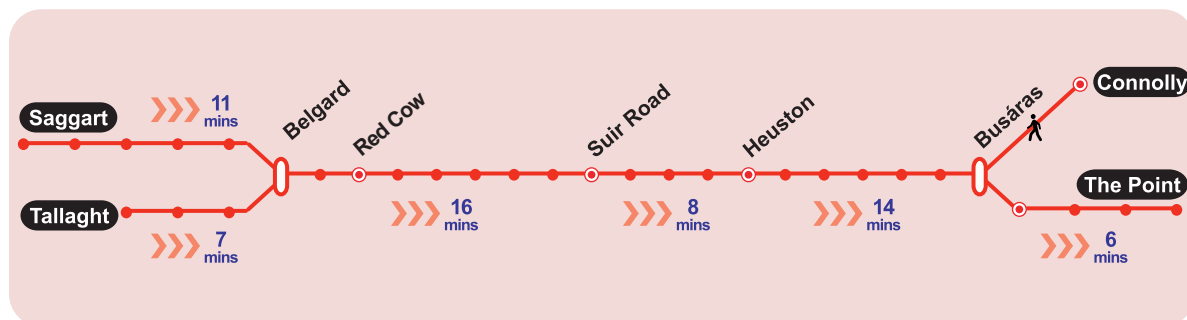 Saggart
11
mins
Tallaght
7
mins
Belgard
Red Cow
16
mins
Suir Road
8
mins
Heuston
14
mins
Busáras
Connolly
The Point
6
mins